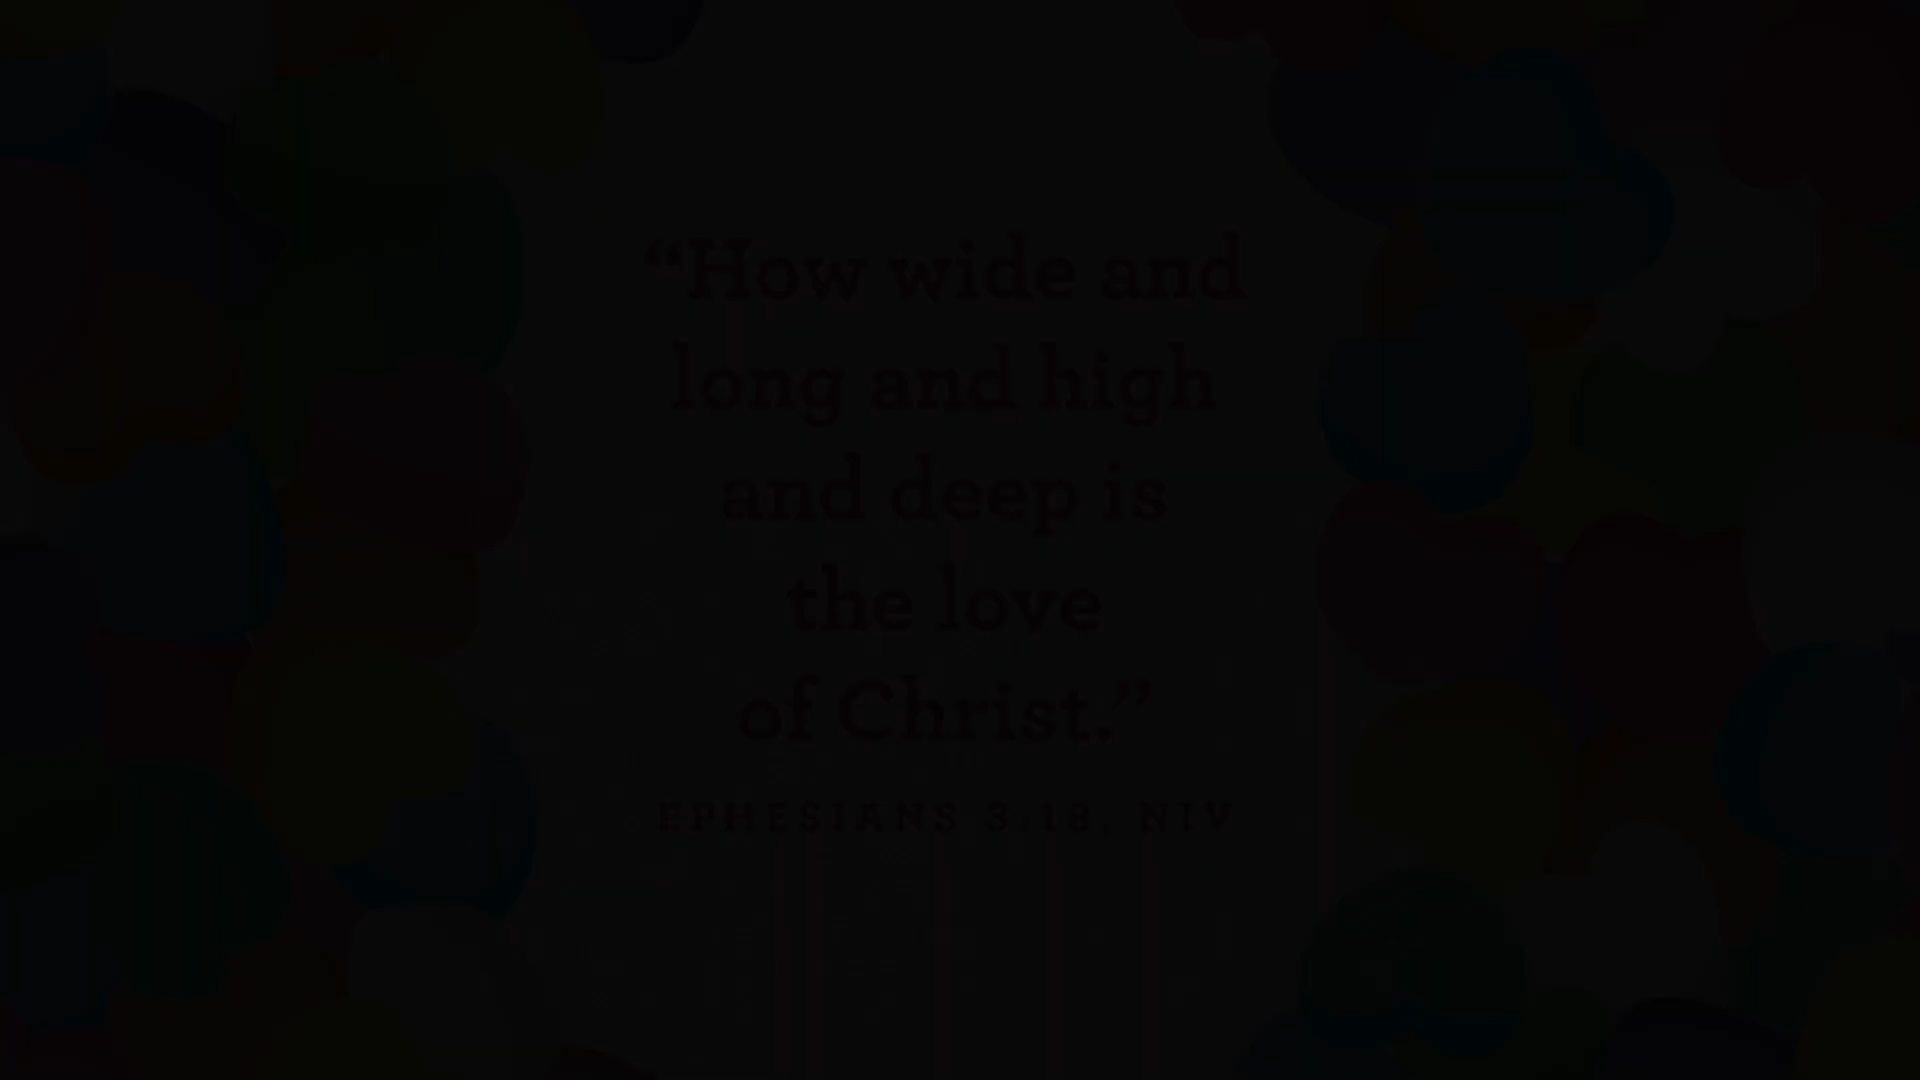 “How wide and
long and high
and deep is
the love
of Christ.”
EPHESIANS 3:18, NIV